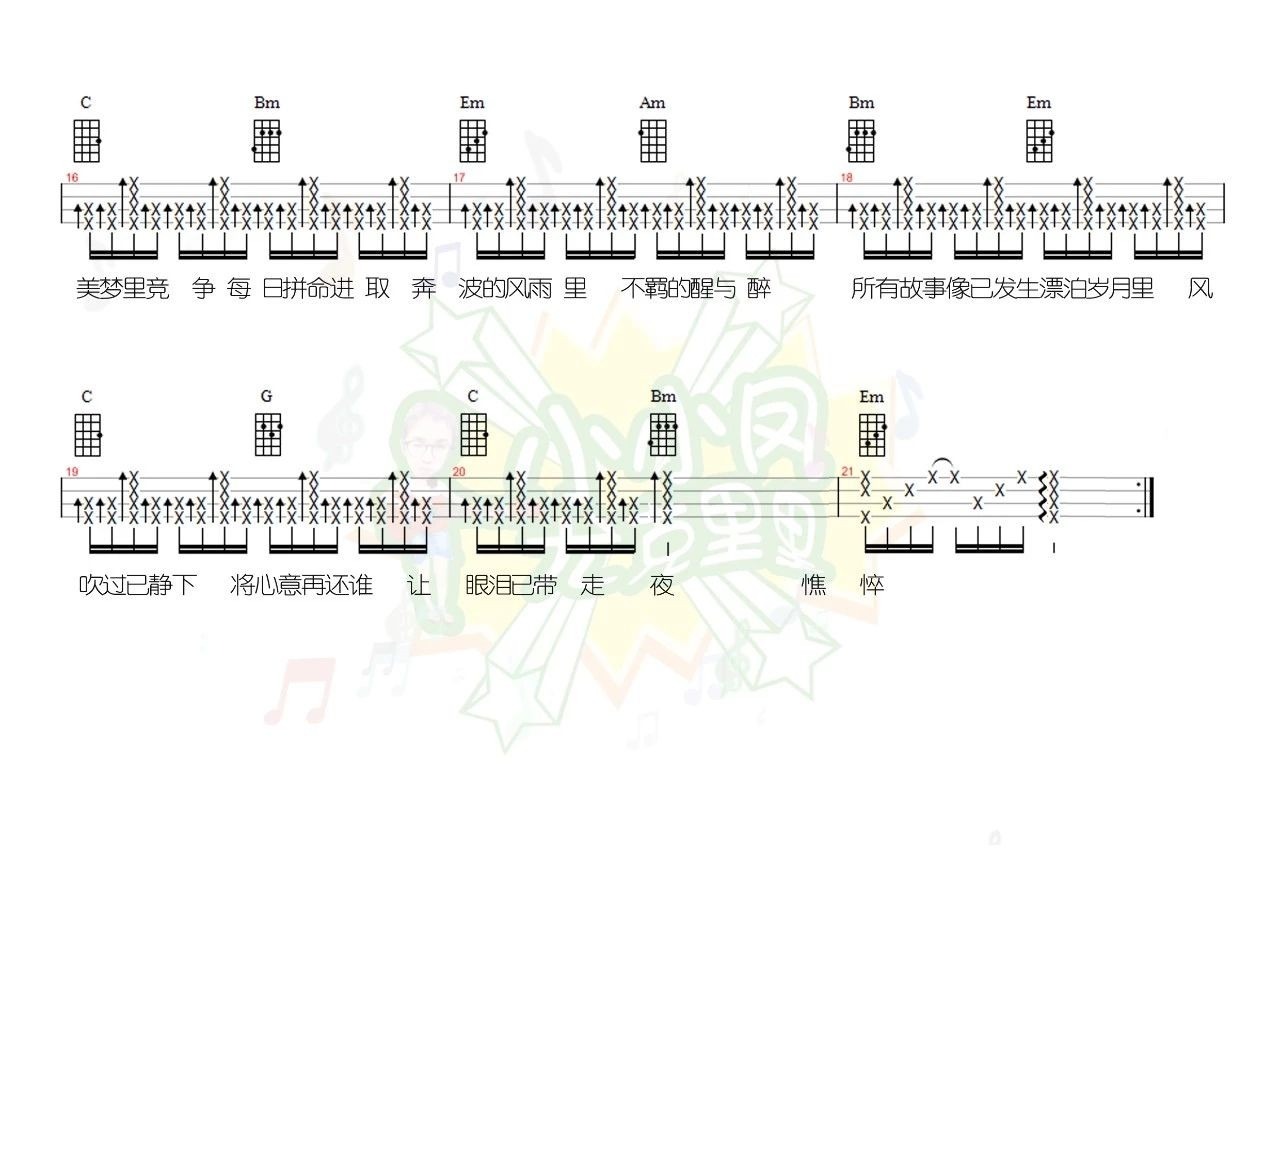 C Bm Em Am Bm Em
16 17 18
美梦里竞 争 每 日拼命进 取 奔 波的风雨 里 不羁的醒与 醉 所有故事像已发生漂泊岁月里 风
C G C Bm Em
19 20 21
吹过已静下 将心意再还谁 让 眼泪已带 走 夜 憔 悴
小小凤